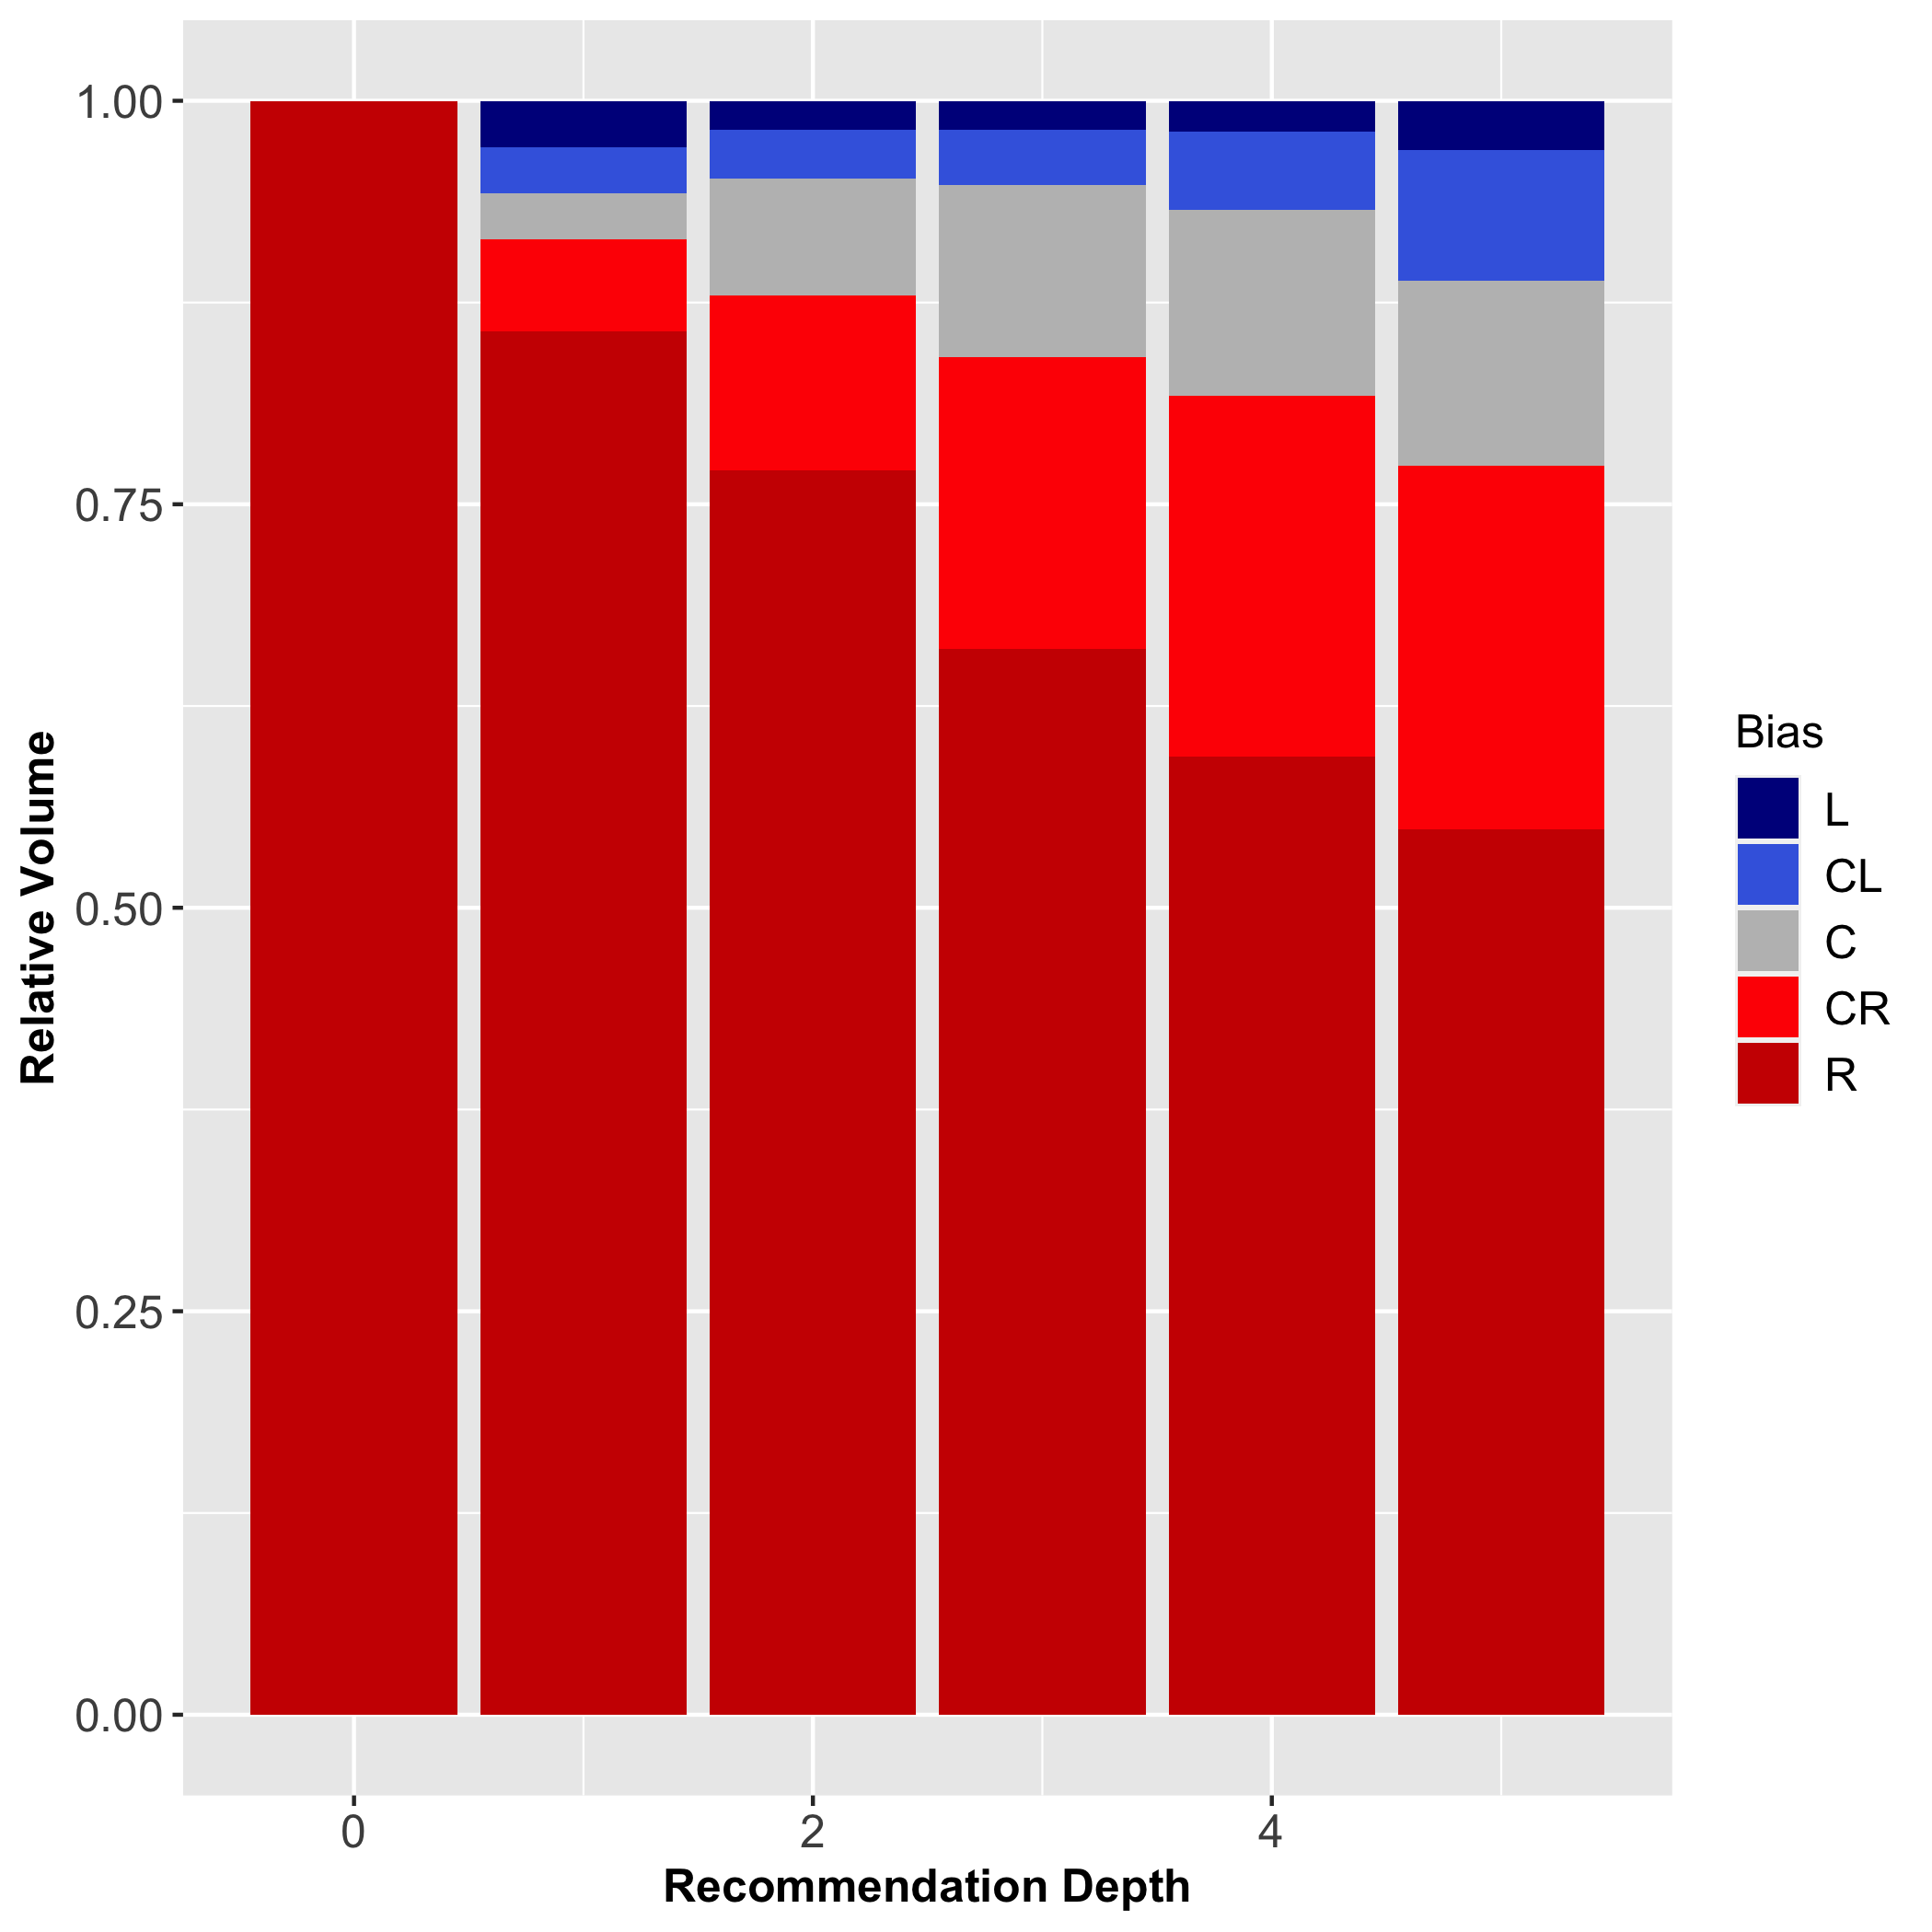 1.00
0.75
0.50
0.25
0.00
Relative Volume
0 2 4
Recommendation Depth
Bias
L
CL
C
CR
R